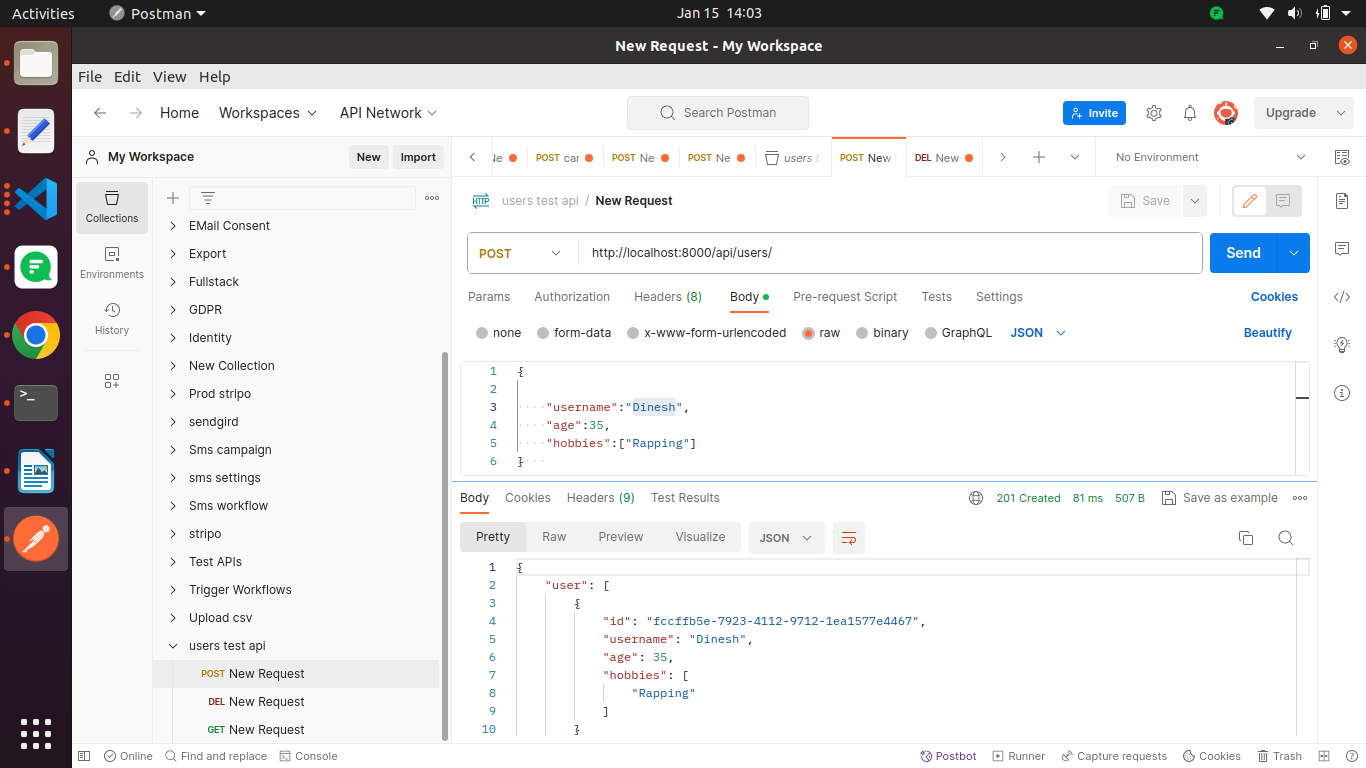 Activities Postman Jan 15 14:03
New Request - My Workspace
File Edit View Help
Home Workspaces API Network Search Postman Invite Upgrade
My Workspace New Import
POST car POST Ne POST Ne users t POST New DEL New No Environment
Collections
Environments
History
EMail Consent
Export
Fullstack
GDPR
Identity
New Collection
Prod stripo
sendgird
Sms campaign
sms settings
Sms workflow
stripo
Test APIs
Trigger Workflows
Upload csv
users test api
POST New Request
DEL New Request
GET New Request
HTTP users test api / New Request Save
POST http://localhost:8000/api/users/ Send
Params Authorization Headers (8) Body Pre-request Script Tests Settings Cookies
none form-data x-www-form-urlencoded raw binary GraphQL JSON Beautify
1 {
2
3 "username":"Dinesh",
4 "age":35,
5 "hobbies":["Rapping"]
6 }
Body Cookies Headers (9) Test Results 201 Created 81 ms 507 B Save as example
Pretty Raw Preview Visualize JSON
1 {
2 "user": [
3 {
4 "id": "fccffb5e-7923-4112-9712-1ea1577e4467",
5 "username": "Dinesh",
6 "age": 35,
7 "hobbies": [
8 "Rapping"
9 ]
10 }
Online Find and replace Console Postbot Runner Capture requests Cookies Trash